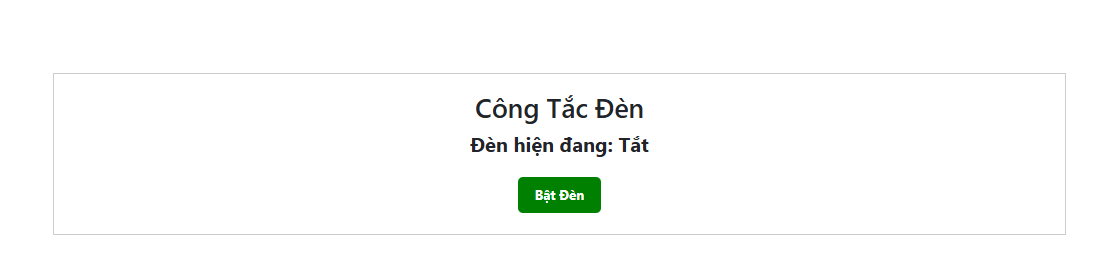 Công Tắc Đèn
Đèn hiện đang: Tắt
Bật Đèn